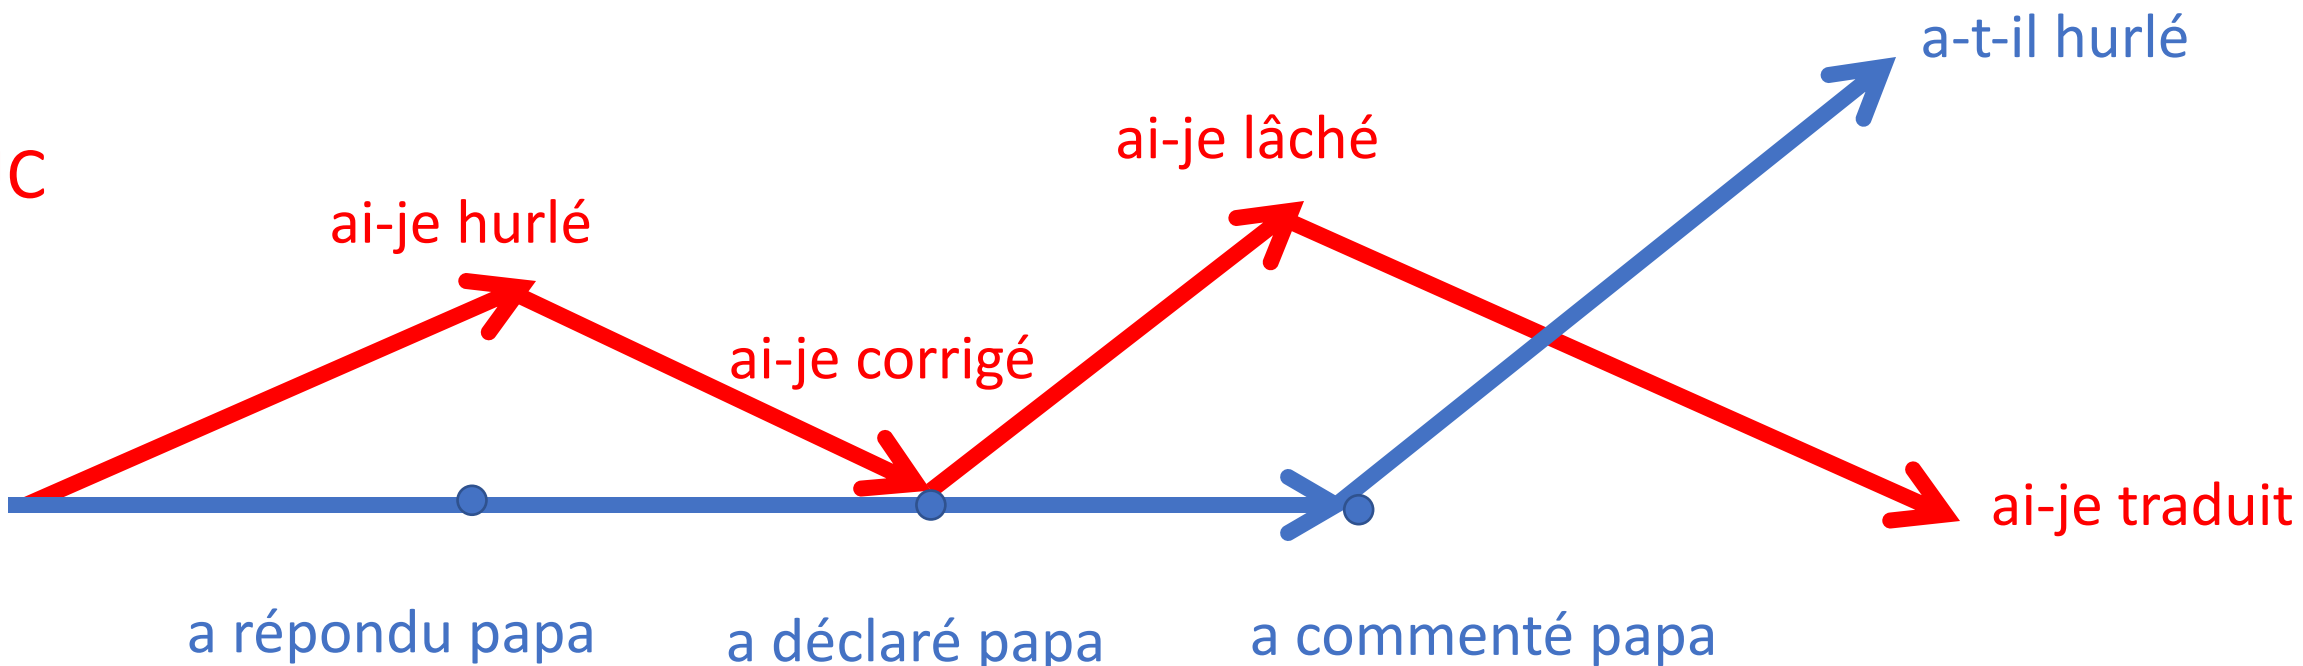 a-t-il hurlé
ai-je lâché
C
ai-je hurlé
ai-je corrigé
ai-je traduit
a répondu papa
a déclaré papa
a commenté papa